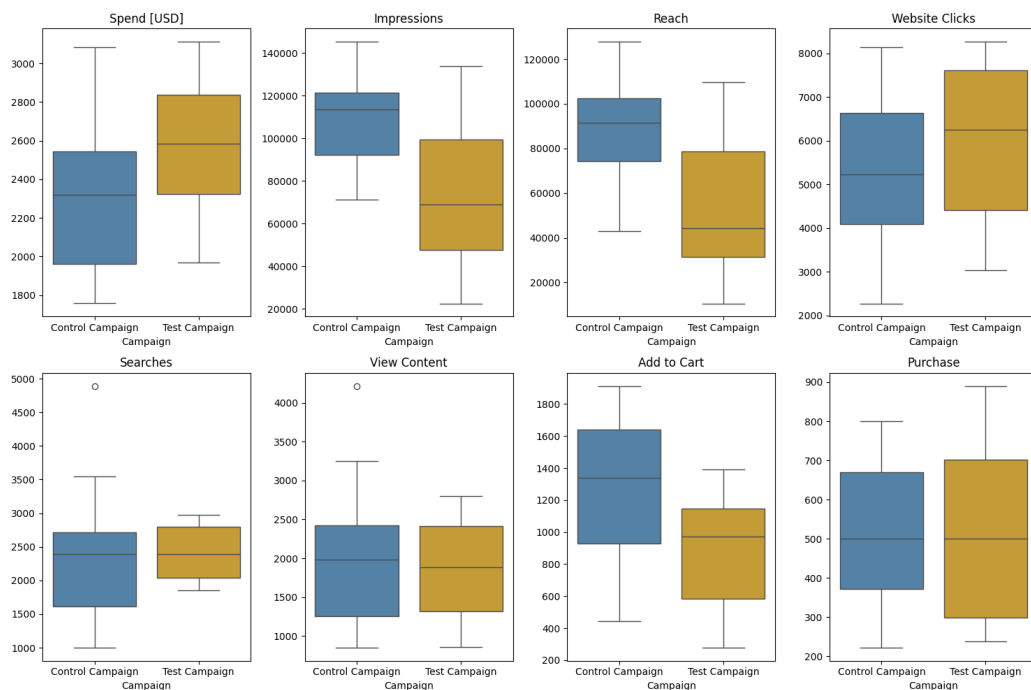 Spend [USD]
Impressions
Reach
Website Clicks
3000
2800
2600
2400
2200
2000
1800
Control Campaign Test Campaign
Campaign
140000
120000
100000
80000
60000
40000
20000
Control Campaign Test Campaign
Campaign
120000
100000
80000
60000
40000
20000
Control Campaign Test Campaign
Campaign
8000
7000
6000
5000
4000
3000
2000
Control Campaign Test Campaign
Campaign
Searches
View Content
Add to Cart
Purchase
5000
4500
4000
3500
3000
2500
2000
1500
1000
Control Campaign Test Campaign
Campaign
4000
3500
3000
2500
2000
1500
1000
Control Campaign Test Campaign
Campaign
1800
1600
1400
1200
1000
800
600
400
200
Control Campaign Test Campaign
Campaign
900
800
700
600
500
400
300
200
Control Campaign Test Campaign
Campaign